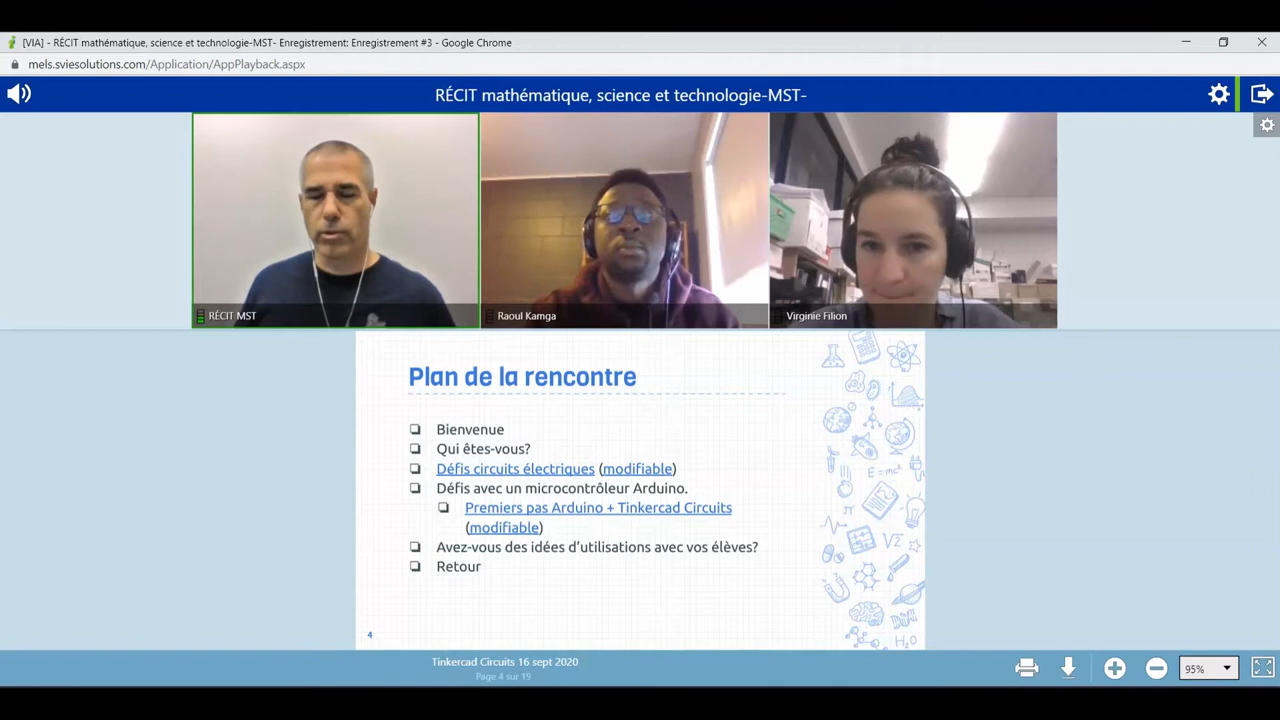 [VIA] - RÉCIT mathématique, science et technologie-MST- Enregistrement: Enregistrement #3 - Google Chrome
mels.sviesolutions.com/Application/AppPlayback.aspx
RÉCIT mathématique, science et technologie-MST-
RÉCIT MST
Raoul Kamga
Virginie Filion
Plan de la rencontre
Bienvenue
Qui êtes-vous?
Défis circuits électriques (modifiable)
Défis avec un microcontrôleur Arduino.
Premiers pas Arduino + Tinkercad Circuits
(modifiable)
Avez-vous des idées d'utilisations avec vos élèves?
Retour
E=mc²
π
√2
H₂O
4
Tinkercad Circuits 16 sept 2020
Page 4 sur 19
95%